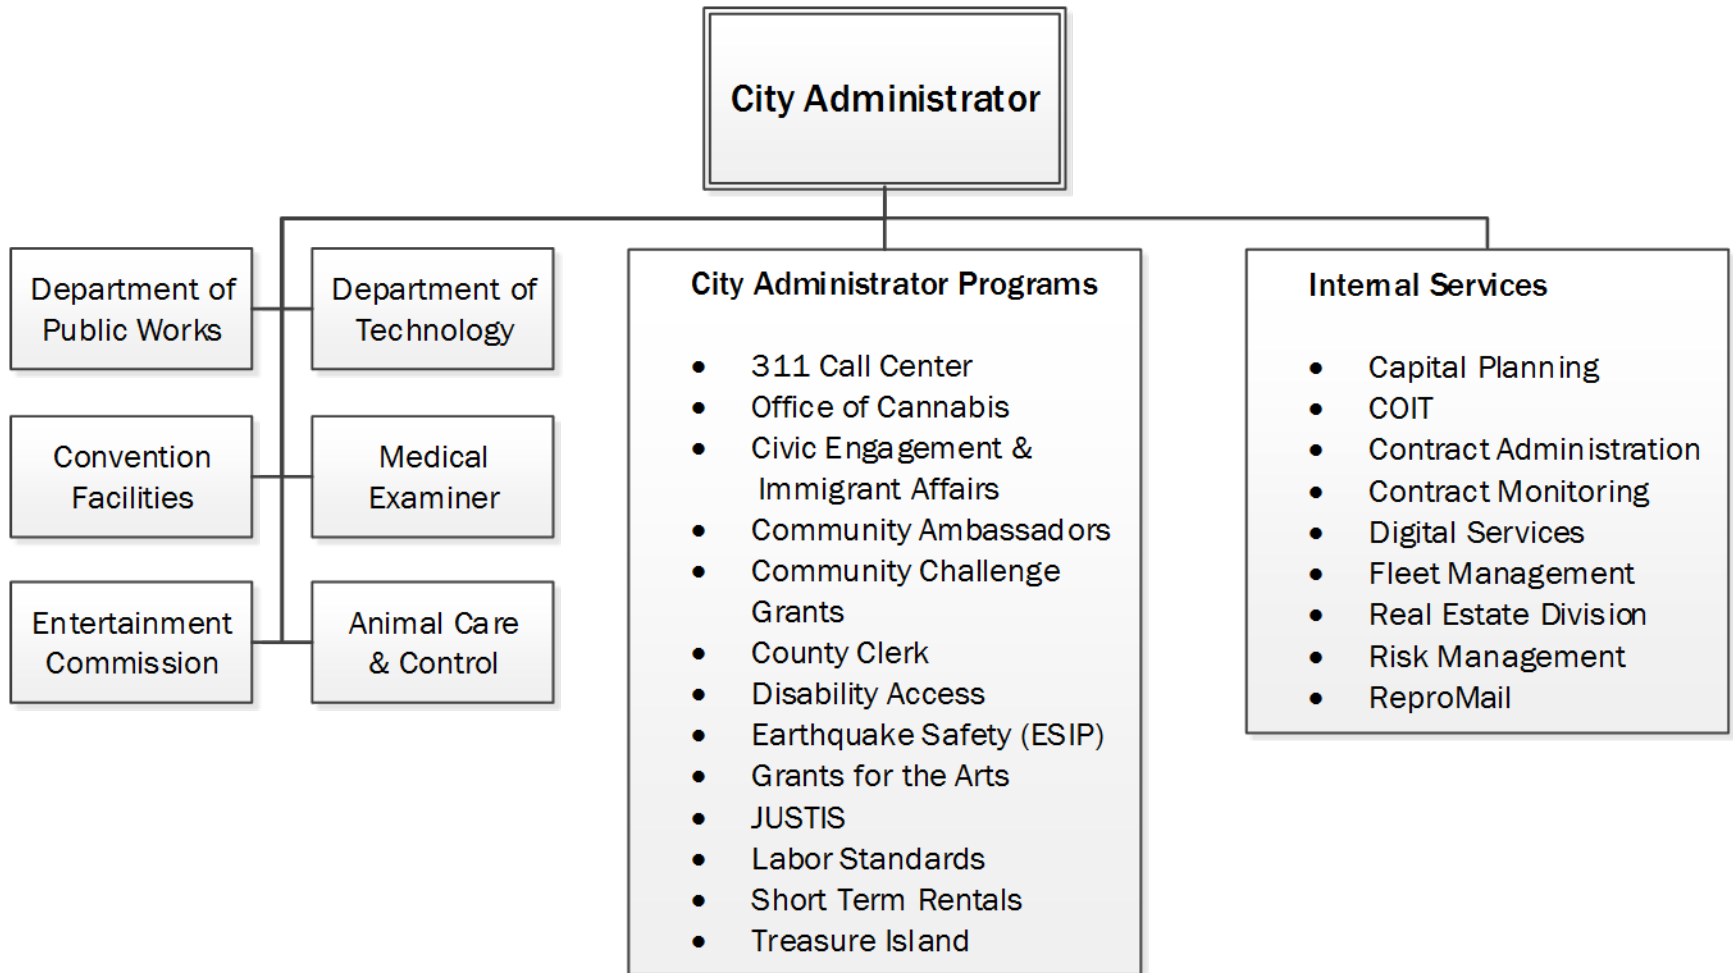 City Administrator
Department of
Public Works
Department of
Technology
Convention
Facilities
Medical
Examiner
Entertainment
Commission
Animal Care
& Control
City Administrator Programs
• 311 Call Center
• Office of Cannabis
• Civic Engagement &
Immigrant Affairs
• Community Ambassadors
• Community Challenge
Grants
• County Clerk
• Disability Access
• Earthquake Safety (ESIP)
• Grants for the Arts
• JUSTIS
• Labor Standards
• Short Term Rentals
• Treasure Island
Internal Services
• Capital Planning
• COIT
• Contract Administration
• Contract Monitoring
• Digital Services
• Fleet Management
• Real Estate Division
• Risk Management
• ReproMail